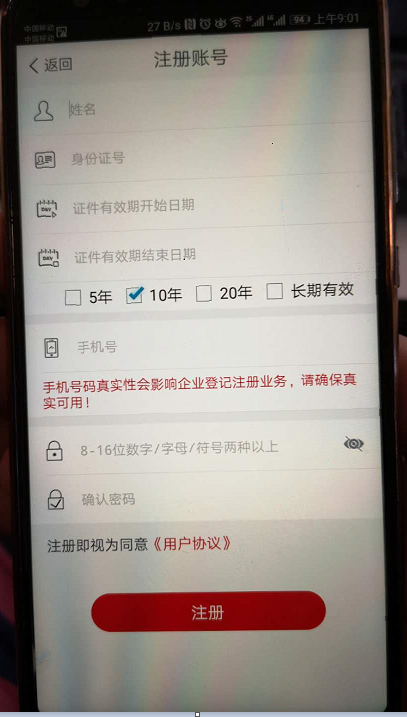 中国移动
中国移动
27 B/s 94 上午9:01
返回
注册账号
姓名
身份证号
DAY
证件有效期开始日期
DAY
证件有效期结束日期
5年 10年 20年 长期有效
手机号
手机号码真实性会影响企业登记注册业务，请确保真
实可用！
8-16位数字/字母/符号两种以上
确认密码
注册即视为同意《用户协议》
注册